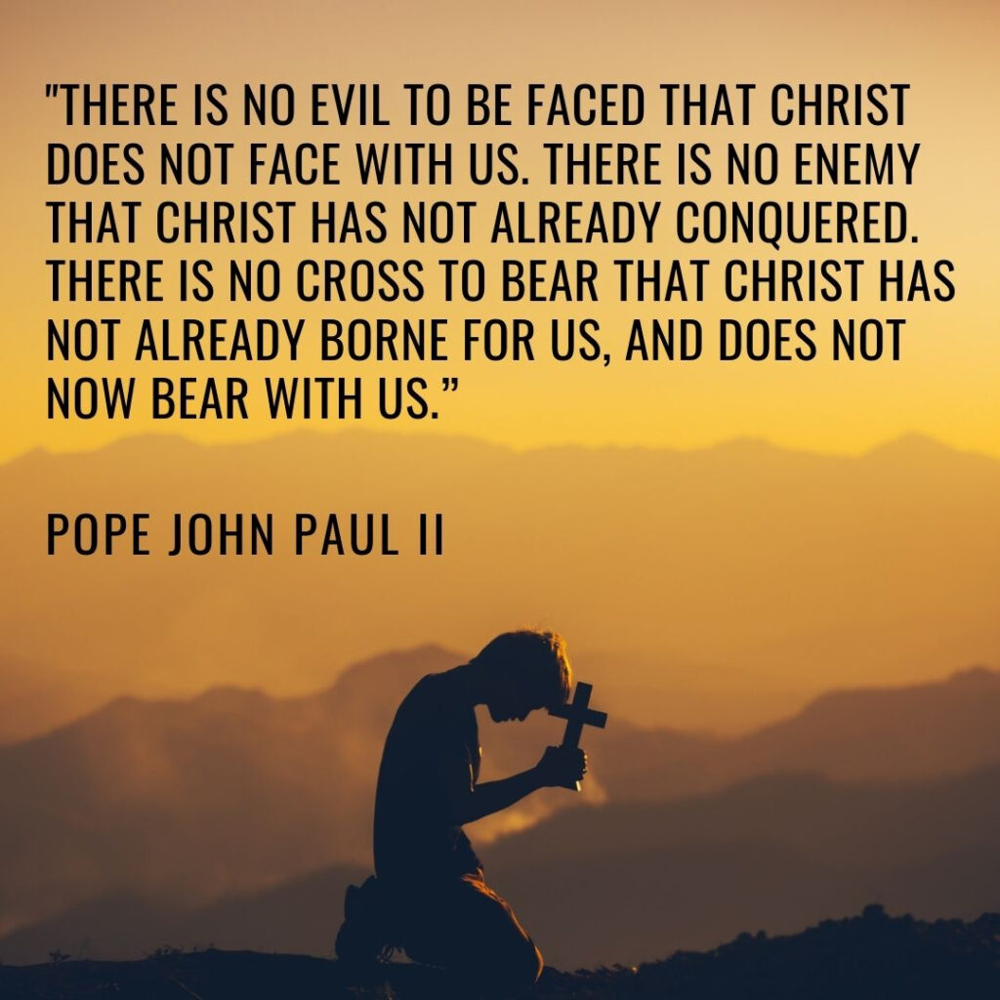 "THERE IS NO EVIL TO BE FACED THAT CHRIST
DOES NOT FACE WITH US. THERE IS NO ENEMY
THAT CHRIST HAS NOT ALREADY CONQUERED.
THERE IS NO CROSS TO BEAR THAT CHRIST HAS
NOT ALREADY BORNE FOR US, AND DOES NOT
NOW BEAR WITH US.”
POPE JOHN PAUL II